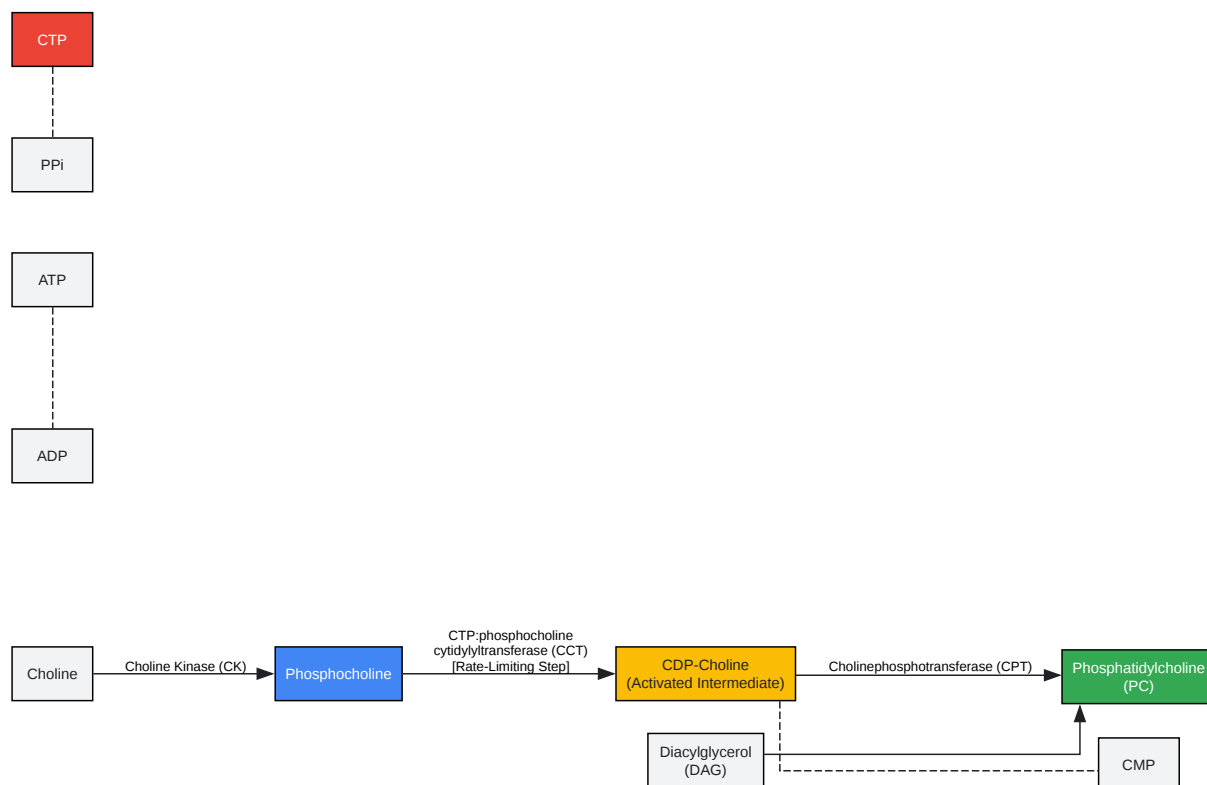 CTP
PPi
ATP
ADP
Choline
Choline Kinase (CK)
Phosphocholine
CTP:phosphocholine
cytidylyltransferase (CCT)
[Rate-Limiting Step]
CDP-Choline
(Activated Intermediate)
Cholinephosphotransferase (CPT)
Phosphatidylcholine
(PC)
Diacylglycerol
(DAG)
CMP